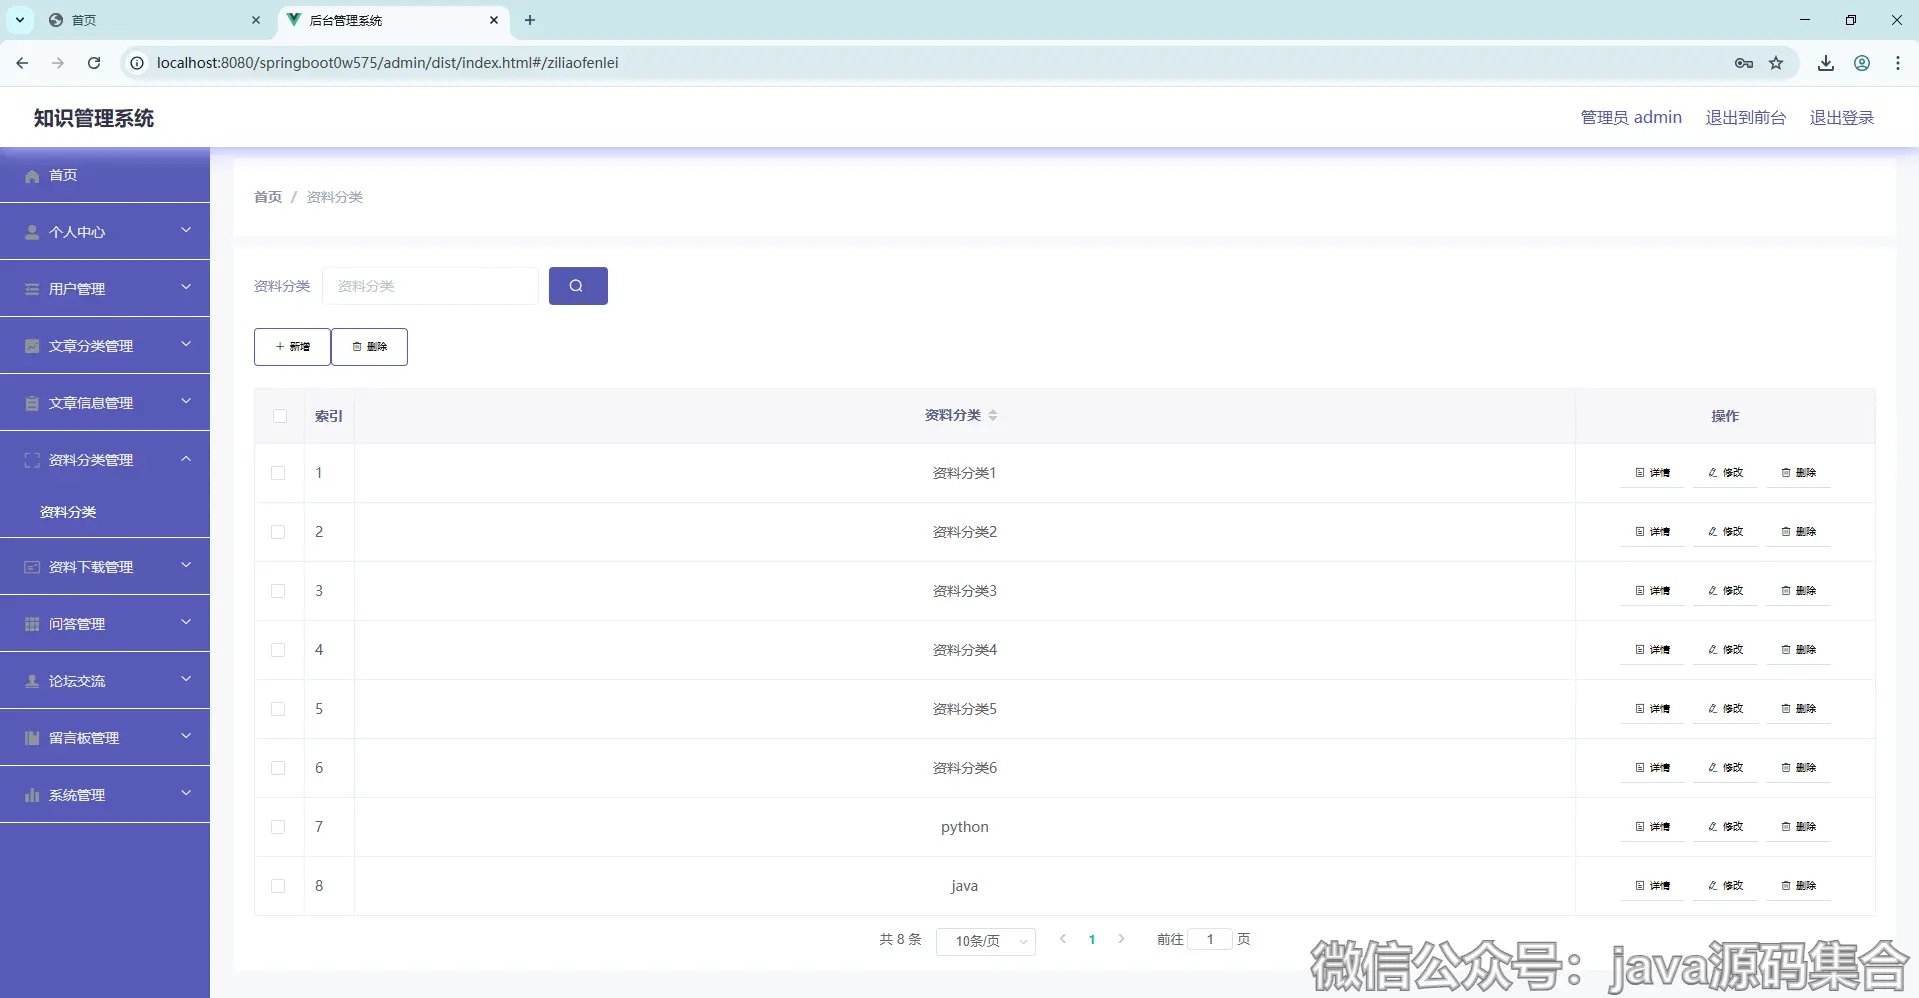 首页
后台管理系统
localhost:8080/springboot0w575/admin/dist/index.html#/ziliaofenlei
知识管理系统
管理员 admin 退出到前台 退出登录
首页
个人中心
用户管理
文章分类管理
文章信息管理
资料分类管理
资料分类
资料下载管理
问答管理
论坛交流
留言板管理
系统管理
首页 / 资料分类
资料分类 资料分类
新增 删除
索引 资料分类 操作
1 资料分类1 详情 修改 删除
2 资料分类2 详情 修改 删除
3 资料分类3 详情 修改 删除
4 资料分类4 详情 修改 删除
5 资料分类5 详情 修改 删除
6 资料分类6 详情 修改 删除
7 python 详情 修改 删除
8 java 详情 修改 删除
共 8 条 10条/页 1 前往 1 页
微信公众号：java源码集合